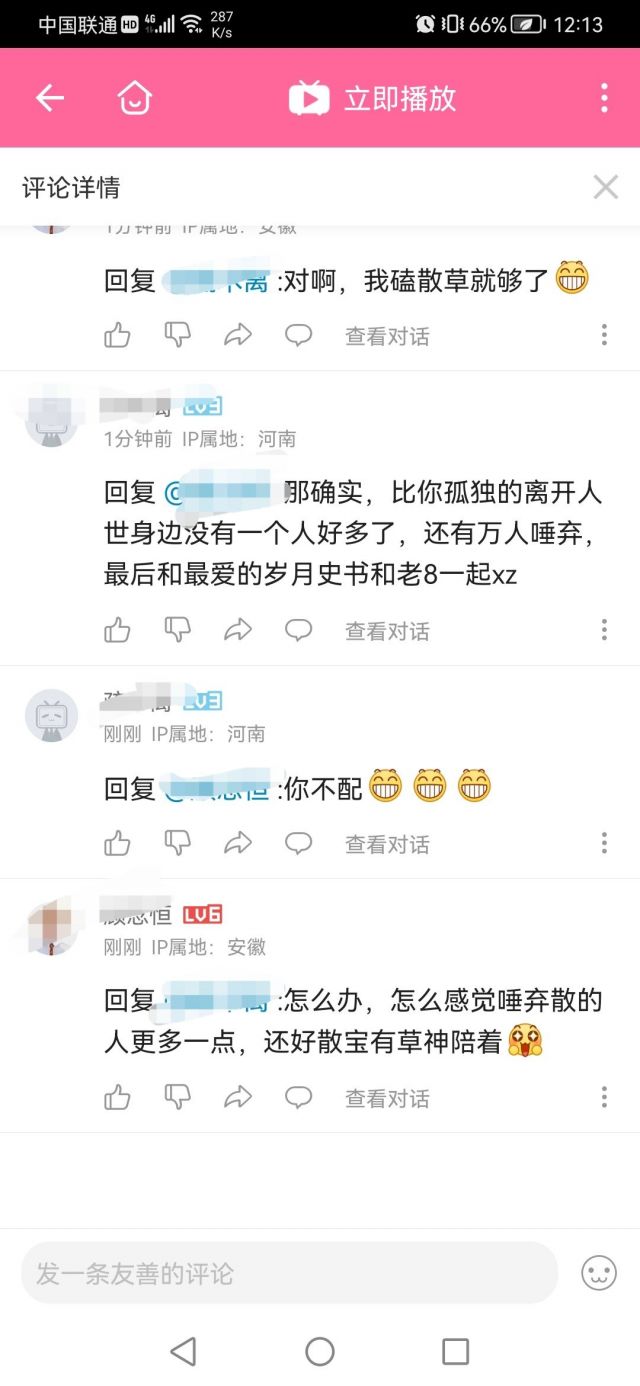 中国联通 HD 4G 287 K/s 66% 12:13
立即播放
评论详情
1分钟前 IP属地：安徽
回复 :对啊，我磕散草就够了
查看对话
LV3
1分钟前 IP属地：河南
回复 @ 那确实，比你孤独的离开人
世身边没有一个人好多了，还有万人唾弃，
最后和最爱的岁月史书和老8一起xz
查看对话
LV3
刚刚 IP属地：河南
回复 :你不配
查看对话
LV6
刚刚 IP属地：安徽
回复 :怎么办，怎么感觉唾弃散的
人更多一点，还好散宝有草神陪着
查看对话
发一条友善的评论